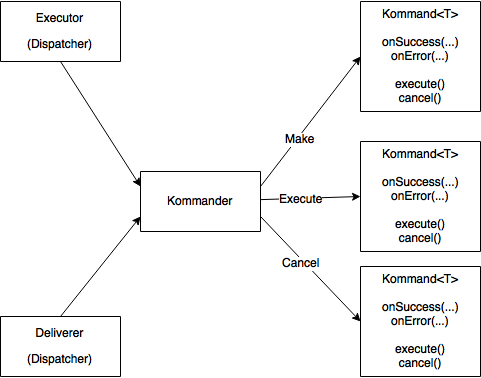 Executor
(Dispatcher)
Kommander
Deliverer
(Dispatcher)
Make
Execute
Cancel
Kommand<T>
onSuccess(...)
onError(...)
execute()
cancel()
Kommand<T>
onSuccess(...)
onError(...)
execute()
cancel()
Kommand<T>
onSuccess(...)
onError(...)
execute()
cancel()